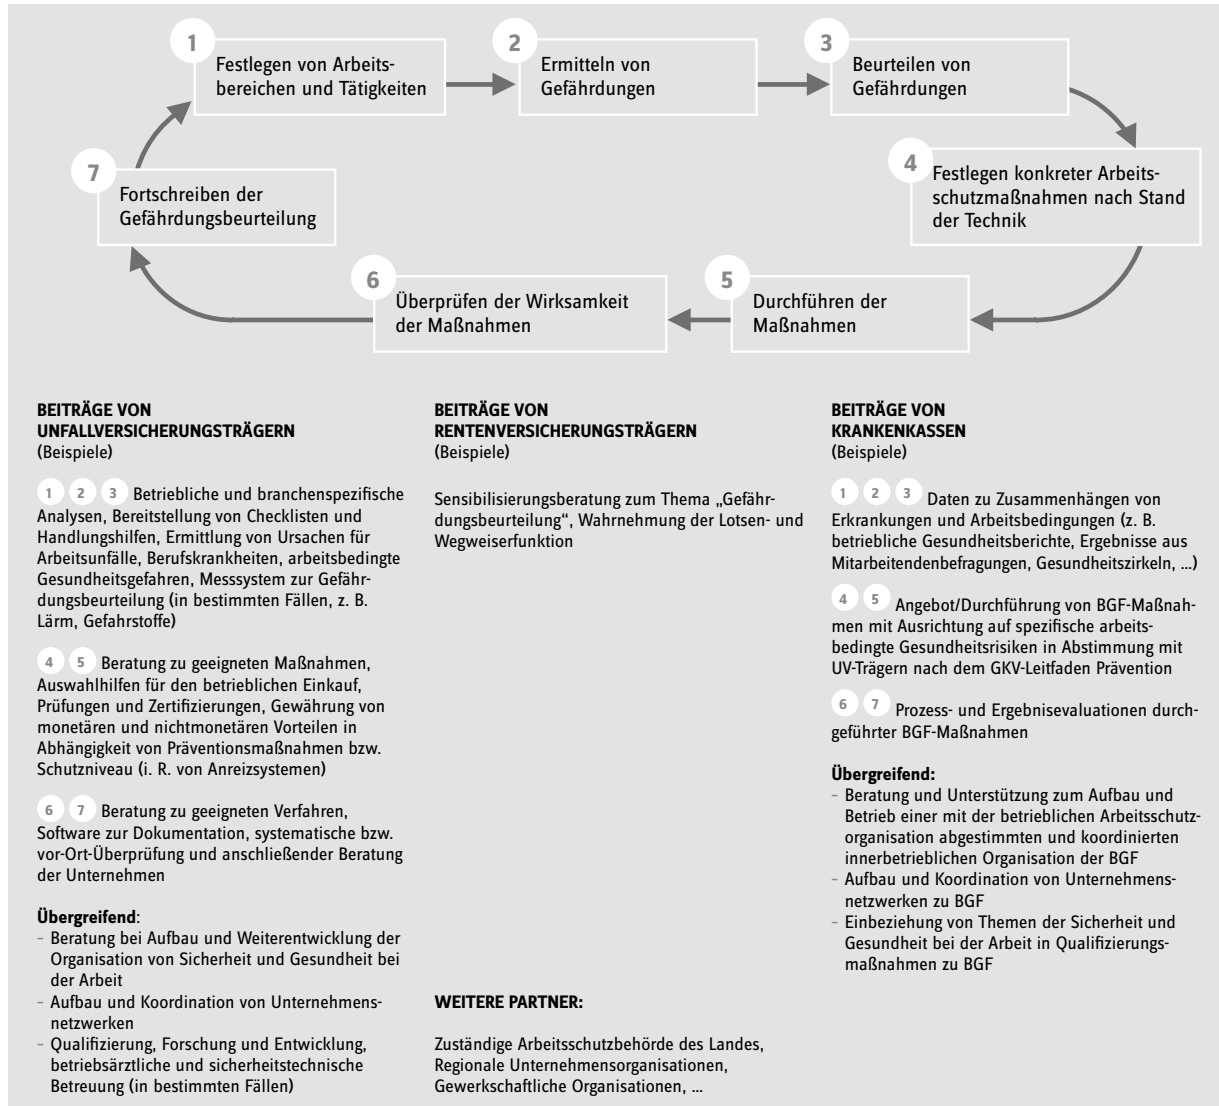 1
Festlegen von Arbeits-
bereichen und Tätigkeiten
2
Ermitteln von
Gefährdungen
3
Beurteilen von
Gefährdungen
4
Festlegen konkreter Arbeits-
schutzmaßnahmen nach Stand
der Technik
5
Durchführen der
Maßnahmen
6
Überprüfen der Wirksamkeit
der Maßnahmen
7
Fortschreiben der
Gefährdungsbeurteilung
BEITRÄGE VON
UNFALLVERSICHERUNGSTRÄGERN
(Beispiele)
1 2 3 Betriebliche und branchenspezifische
Analysen, Bereitstellung von Checklisten und
Handlungshilfen, Ermittlung von Ursachen für
Arbeitsunfälle, Berufskrankheiten, arbeitsbedingte
Gesundheitsgefahren, Messsystem zur Gefähr-
dungsbeurteilung (in bestimmten Fällen, z. B.
Lärm, Gefahrstoffe)
4 5 Beratung zu geeigneten Maßnahmen,
Auswahlhilfen für den betrieblichen Einkauf,
Prüfungen und Zertifizierungen, Gewährung von
monetären und nichtmonetären Vorteilen in
Abhängigkeit von Präventionsmaßnahmen bzw.
Schutzniveau (i. R. von Anreizsystemen)
6 7 Beratung zu geeigneten Verfahren,
Software zur Dokumentation, systematische bzw.
vor-Ort-Überprüfung und anschließender Beratung
der Unternehmen
Übergreifend:
- Beratung bei Aufbau und Weiterentwicklung der
Organisation von Sicherheit und Gesundheit bei
der Arbeit
- Aufbau und Koordination von Unternehmens-
netzwerken
- Qualifizierung, Forschung und Entwicklung,
betriebsärztliche und sicherheitstechnische
Betreuung (in bestimmten Fällen)
BEITRÄGE VON
RENTENVERSICHERUNGSTRÄGERN
(Beispiele)
Sensibilisierungsberatung zum Thema „Gefähr-
dungsbeurteilung“, Wahrnehmung der Lotsen- und
Wegweiserfunktion
WEITERE PARTNER:
Zuständige Arbeitsschutzbehörde des Landes,
Regionale Unternehmensorganisationen,
Gewerkschaftliche Organisationen, ...
BEITRÄGE VON
KRANKENKASSEN
(Beispiele)
1 2 3 Daten zu Zusammenhängen von
Erkrankungen und Arbeitsbedingungen (z. B.
betriebliche Gesundheitsberichte, Ergebnisse aus
Mitarbeitendenbefragungen, Gesundheitszirkeln, ...)
4 5 Angebot/Durchführung von BGF-Maßnah-
men mit Ausrichtung auf spezifische arbeits-
bedingte Gesundheitsrisiken in Abstimmung mit
UV-Trägern nach dem GKV-Leitfaden Prävention
6 7 Prozess- und Ergebnisevaluationen durch-
geführter BGF-Maßnahmen
Übergreifend:
- Beratung und Unterstützung zum Aufbau und
Betrieb einer mit der betrieblichen Arbeitsschutz-
organisation abgestimmten und koordinierten
innerbetrieblichen Organisation der BGF
- Aufbau und Koordination von Unternehmens-
netzwerken zu BGF
- Einbeziehung von Themen der Sicherheit und
Gesundheit bei der Arbeit in Qualifizierungs-
maßnahmen zu BGF